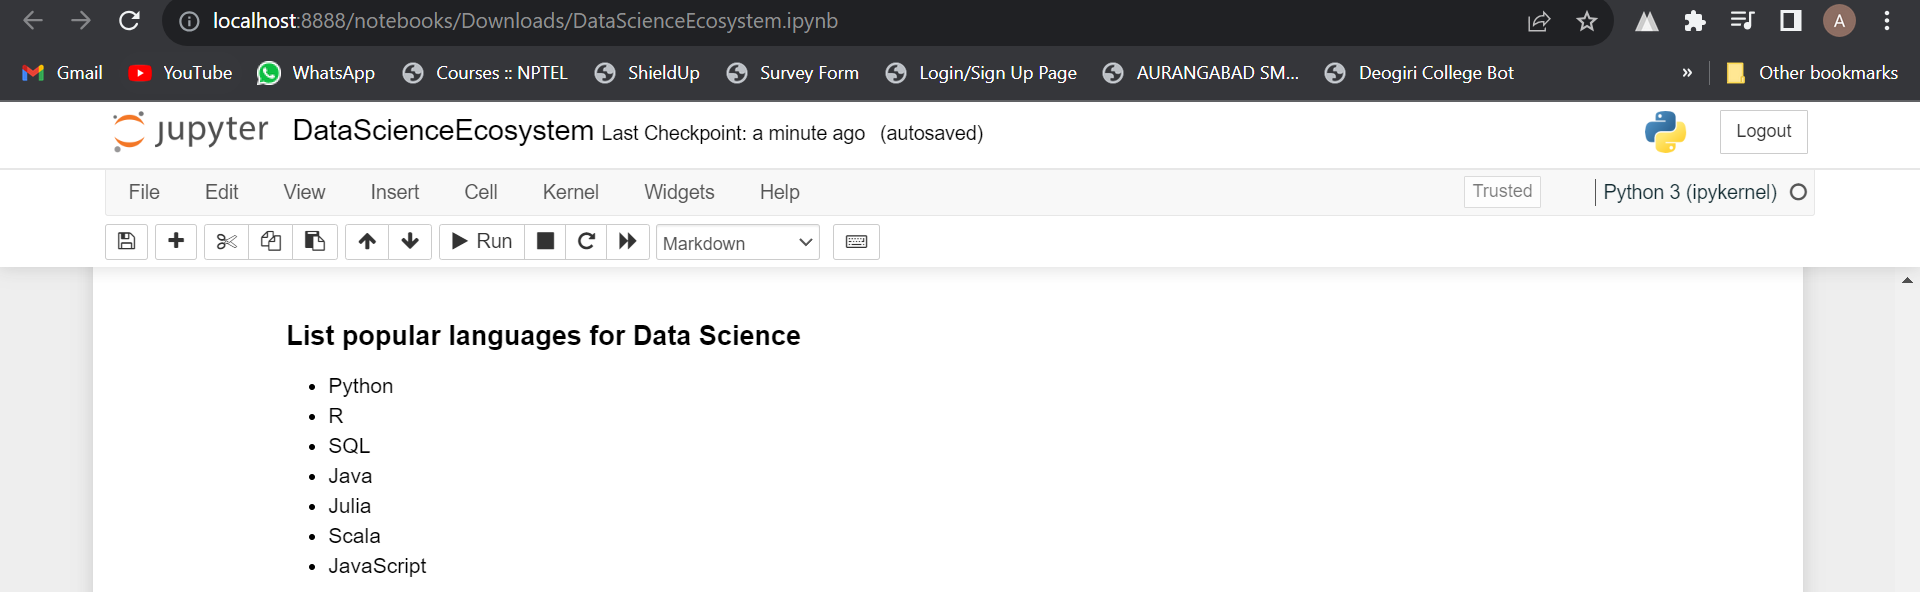 localhost:8888/notebooks/Downloads/DataScienceEcosystem.ipynb A
Gmail YouTube WhatsApp Courses :: NPTEL ShieldUp Survey Form Login/Sign Up Page AURANGABAD SM... Deogiri College Bot » Other bookmarks
jupyter DataScienceEcosystem Last Checkpoint: a minute ago (autosaved) Logout
File Edit View Insert Cell Kernel Widgets Help Trusted Python 3 (ipykernel)
Run Markdown
List popular languages for Data Science
• Python
• R
• SQL
• Java
• Julia
• Scala
• JavaScript